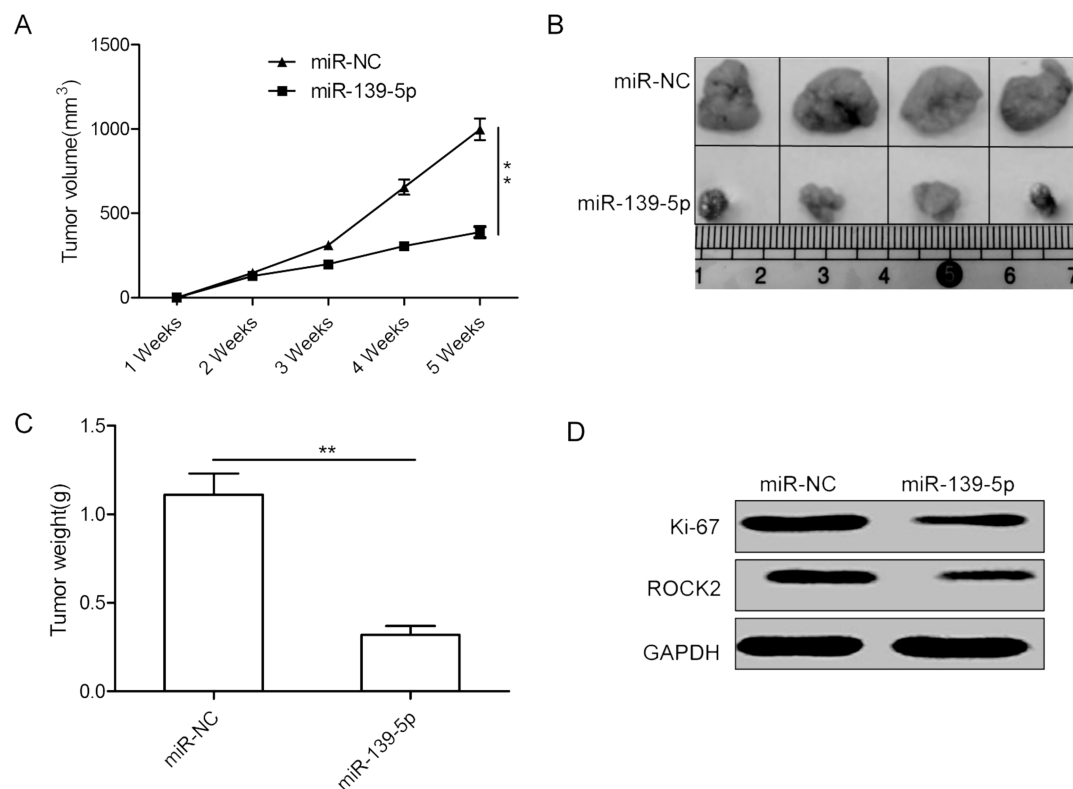 A
Tumor volume(mm3)
1500
1000
500
0
miR-NC
miR-139-5p
**
1 Weeks
2 Weeks
3 Weeks
4 Weeks
5 Weeks
B
miR-NC
miR-139-5p
1 2 3 4 5 6 7
C
Tumor weight(g)
1.5
1.0
0.5
0.0
**
miR-NC
miR-139-5p
D
miR-NC miR-139-5p
Ki-67
ROCK2
GAPDH